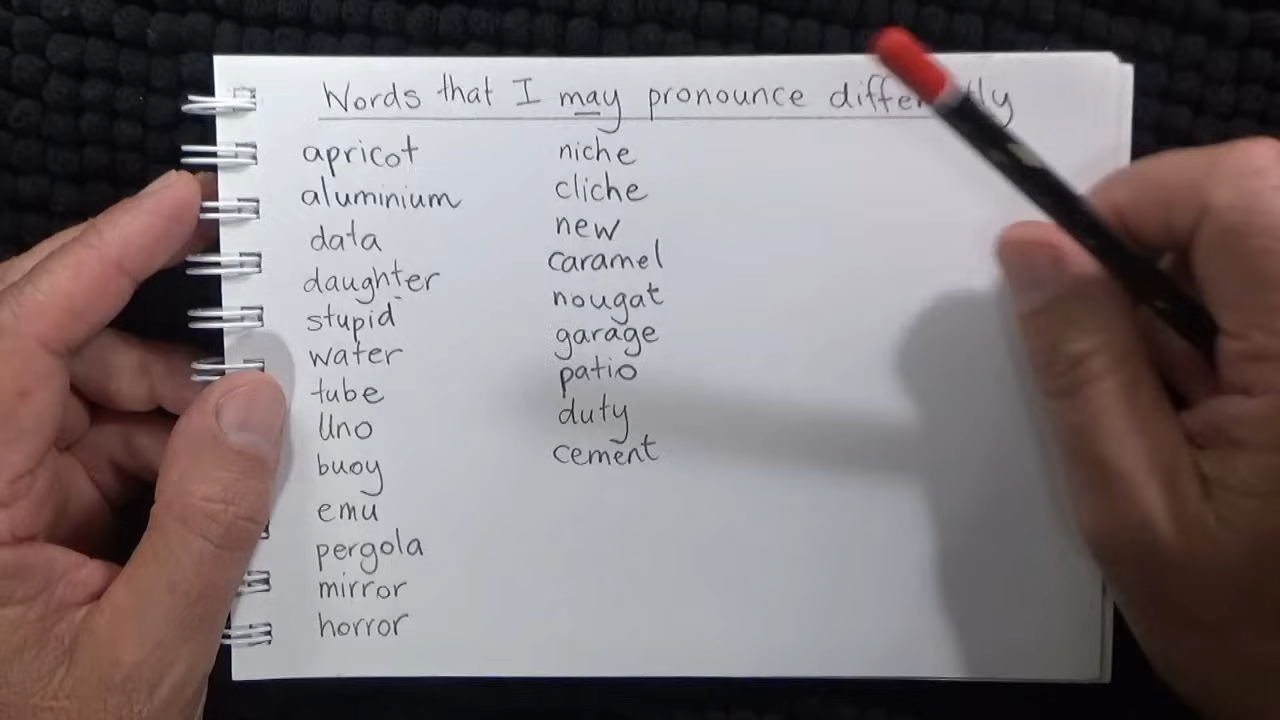 Words that I may pronounce differently
apricot
aluminium
data
daughter
stupid
water
tube
Uno
buoy
emu
pergola
mirror
horror
niche
cliche
new
caramel
nougat
garage
patio
duty
cement